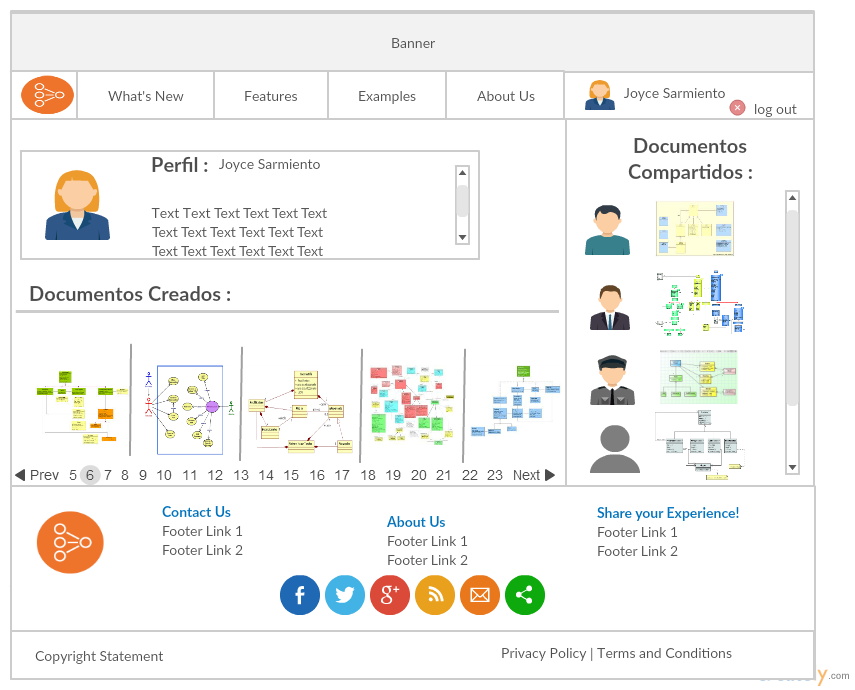 Banner
What's New
Features
Examples
About Us
Joyce Sarmiento
log out
Perfil :
Joyce Sarmiento
Text Text Text Text Text Text
Text Text Text Text Text Text
Text Text Text Text Text Text
Documentos
Compartidos :
Documentos Creados :
Prev 5 6 7 8 9 10 11 12 13 14 15 16 17 18 19 20 21 22 23 Next
Contact Us
Footer Link 1
Footer Link 2
About Us
Footer Link 1
Footer Link 2
Share your Experience!
Footer Link 1
Footer Link 2
Copyright Statement
Privacy Policy | Terms and Conditions
.com